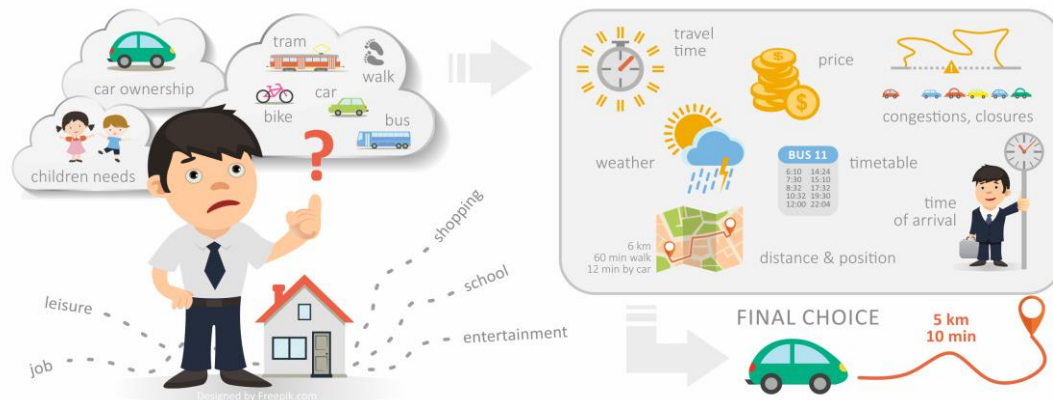 car ownership
tram
walk
car
bike
bus
children needs
?
shopping
leisure
school
entertainment
job
Designed by Freepik.com
travel
time
$
$
price
congestions, closures
weather
BUS 11
6:10 14:24
7:30 15:10
8:32 17:32
10:32 19:30
12:00 22:04
timetable
time
of arrival
6 km
60 min walk
12 min by car
distance & position
FINAL CHOICE
5 km
10 min